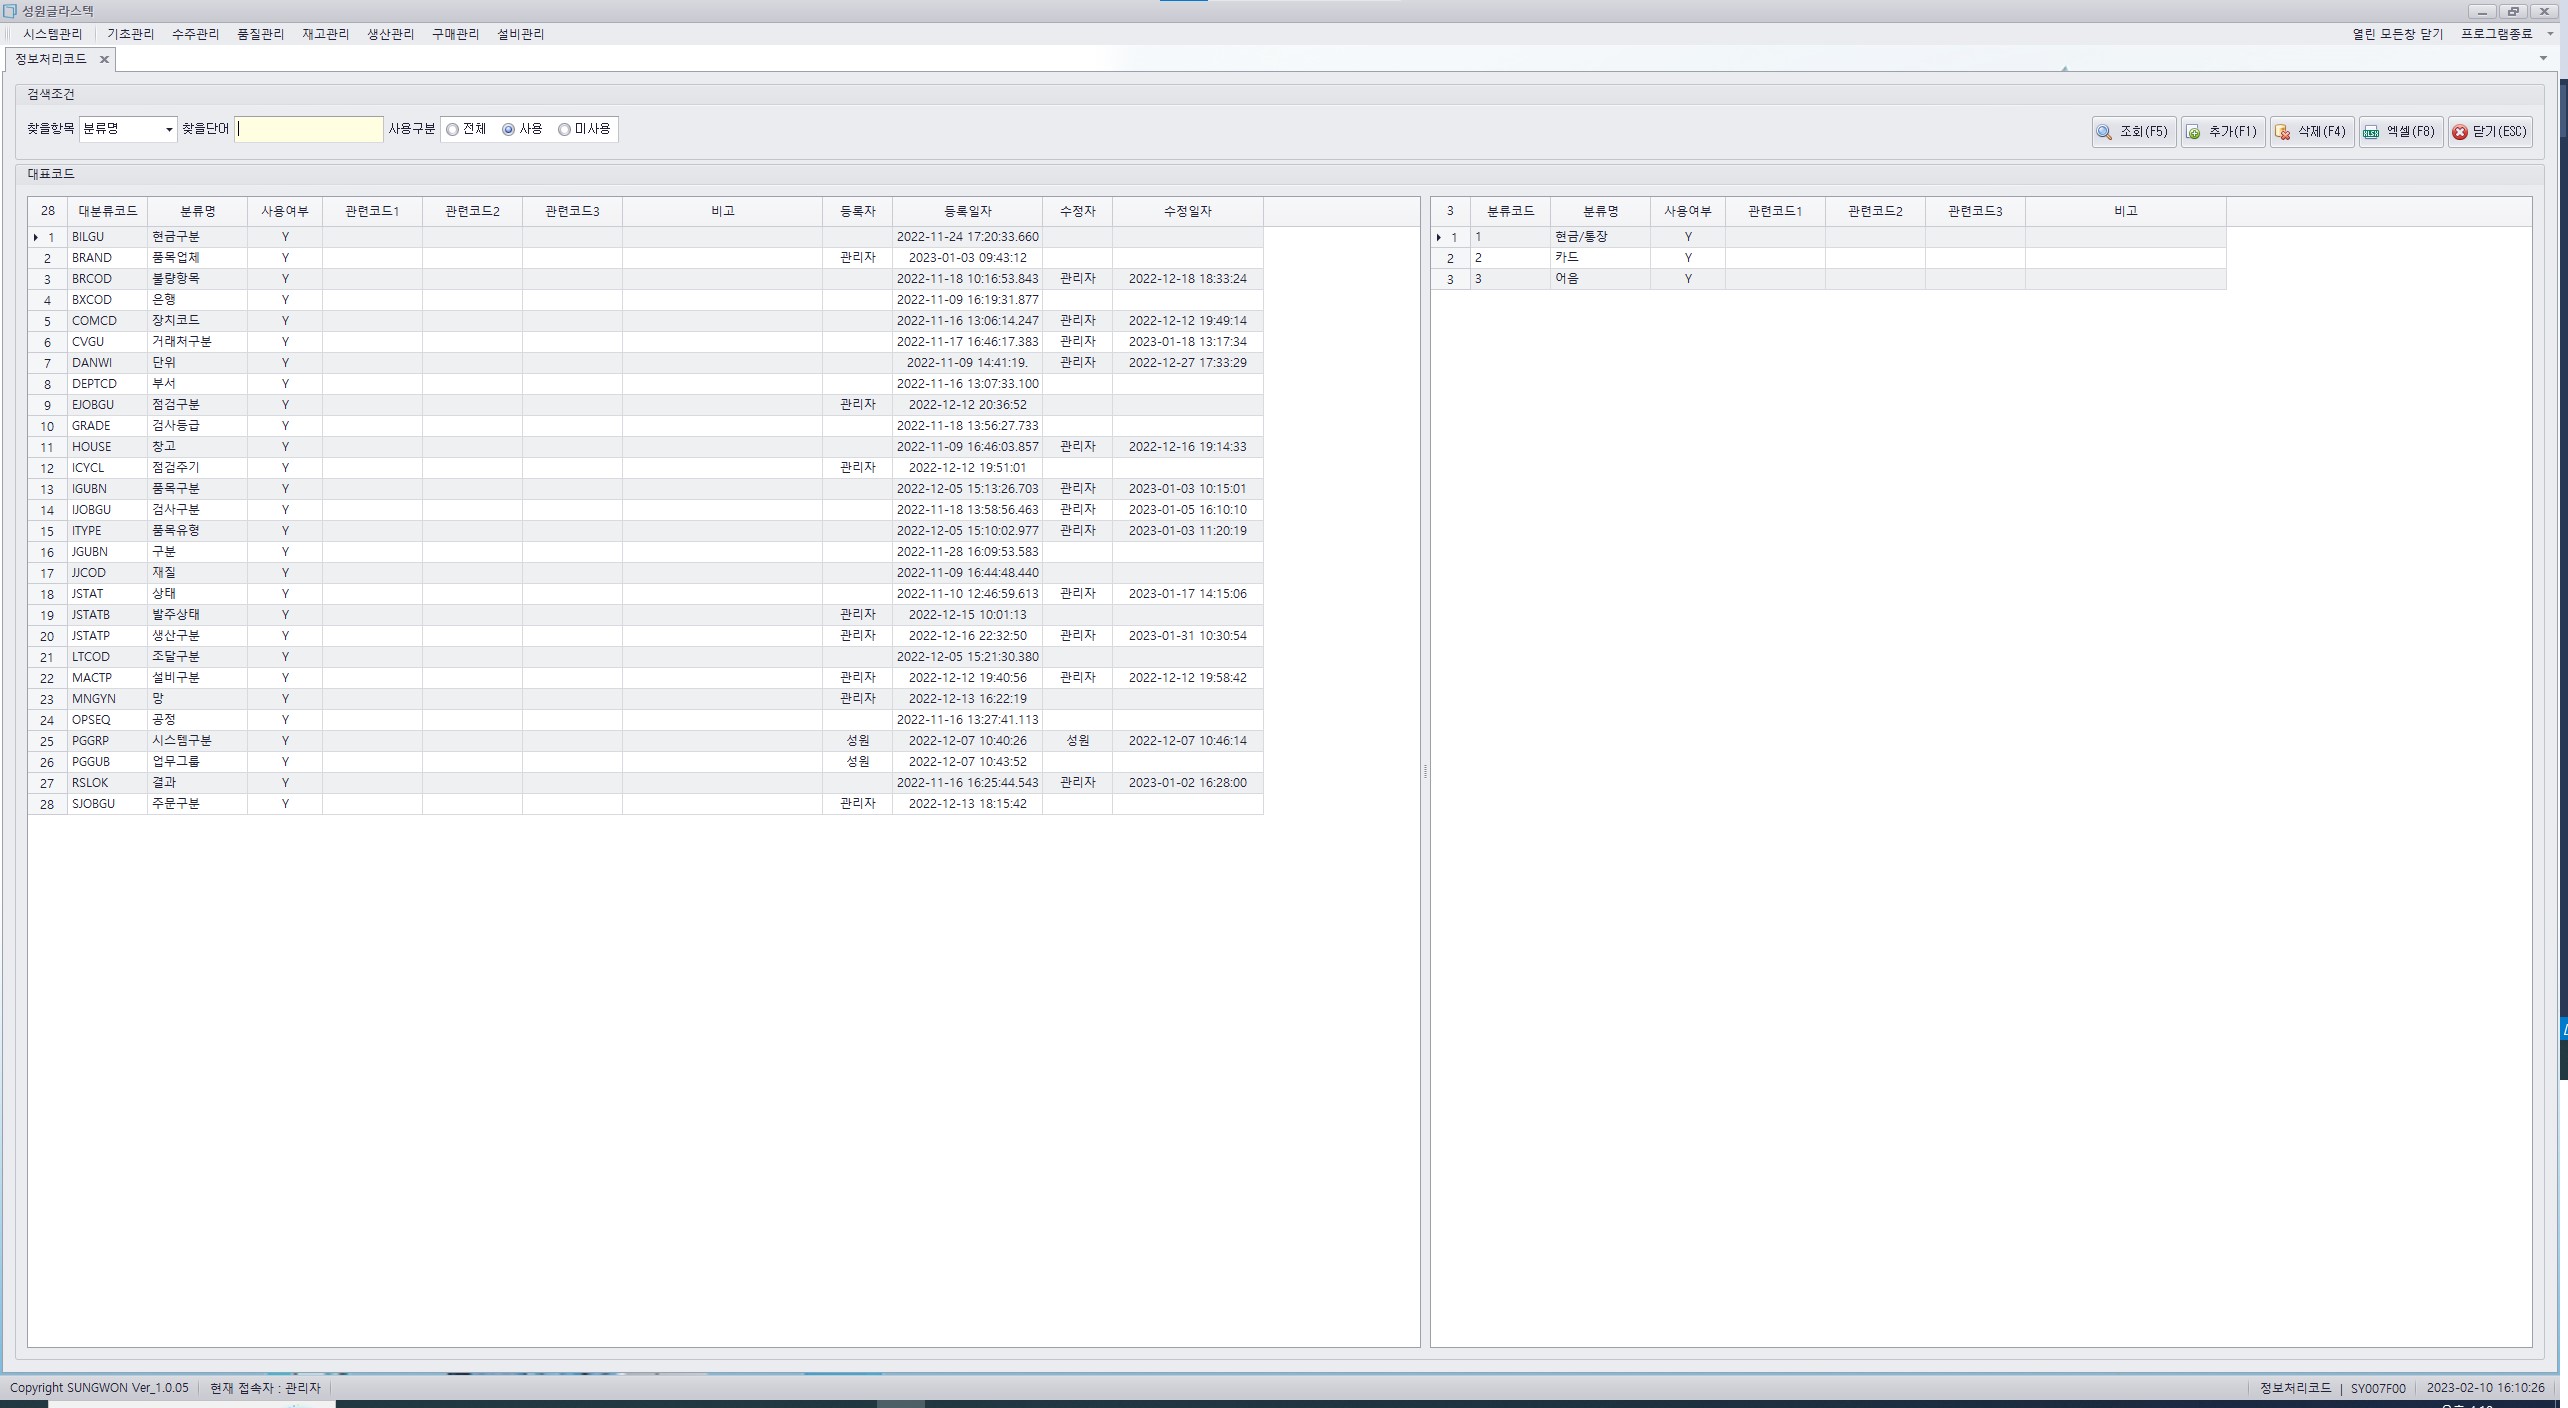 성원글라스텍
시스템관리 기초관리 수주관리 품질관리 재고관리 생산관리 구매관리 설비관리 열린 모든창 닫기 프로그램종료
정보처리코드
검색조건
찾을항목 분류명 찾을단어 사용구분 전체 사용 미사용 조회(F5) 추가(F1) 삭제(F4) 엑셀(F8) 닫기(ESC)
대표코드
28 대분류코드 분류명 사용여부 관련코드1 관련코드2 관련코드3 비고 등록자 등록일자 수정자 수정일자
1 BILGU 현금구분 Y 2022-11-24 17:20:33.660
2 BRAND 품목업체 Y 관리자 2023-01-03 09:43:12
3 BRCOD 불량항목 Y 2022-11-18 10:16:53.843 관리자 2022-12-18 18:33:24
4 BXCOD 은행 Y 2022-11-09 16:19:31.877
5 COMCD 장치코드 Y 2022-11-16 13:06:14.247 관리자 2022-12-12 19:49:14
6 CVGU 거래처구분 Y 2022-11-17 16:46:17.383 관리자 2023-01-18 13:17:34
7 DANWI 단위 Y 2022-11-09 14:41:19. 관리자 2022-12-27 17:33:29
8 DEPTCD 부서 Y 2022-11-16 13:07:33.100
9 EJOBGU 점검구분 Y 관리자 2022-12-12 20:36:52
10 GRADE 검사등급 Y 2022-11-18 13:56:27.733
11 HOUSE 창고 Y 2022-11-09 16:46:03.857 관리자 2022-12-16 19:14:33
12 ICYCL 점검주기 Y 관리자 2022-12-12 19:51:01
13 IGUBN 품목구분 Y 2022-12-05 15:13:26.703 관리자 2023-01-03 10:15:01
14 IJOBGU 검사구분 Y 2022-11-18 13:58:56.463 관리자 2023-01-05 16:10:10
15 ITYPE 품목유형 Y 2022-12-05 15:10:02.977 관리자 2023-01-03 11:20:19
16 JGUBN 구분 Y 2022-11-28 16:09:53.583
17 JJCOD 재질 Y 2022-11-09 16:44:48.440
18 JSTAT 상태 Y 2022-11-10 12:46:59.613 관리자 2023-01-17 14:15:06
19 JSTATB 발주상태 Y 관리자 2022-12-15 10:01:13
20 JSTATP 생산구분 Y 관리자 2022-12-16 22:32:50 관리자 2023-01-31 10:30:54
21 LTCOD 조달구분 Y 2022-12-05 15:21:30.380
22 MACTP 설비구분 Y 관리자 2022-12-12 19:40:56 관리자 2022-12-12 19:58:42
23 MNGYN 망 Y 관리자 2022-12-13 16:22:19
24 OPSEQ 공정 Y 2022-11-16 13:27:41.113
25 PGGRP 시스템구분 Y 성원 2022-12-07 10:40:26 성원 2022-12-07 10:46:14
26 PGGUB 업무그룹 Y 성원 2022-12-07 10:43:52
27 RSLOK 결과 Y 2022-11-16 16:25:44.543 관리자 2023-01-02 16:28:00
28 SJOBGU 주문구분 Y 관리자 2022-12-13 18:15:42
3 분류코드 분류명 사용여부 관련코드1 관련코드2 관련코드3 비고
1 1 현금/통장 Y
2 2 카드 Y
3 3 어음 Y
Copyright SUNGWON Ver_1.0.05 현재 접속자 : 관리자 정보처리코드 | SY007F00 2023-02-10 16:10:26